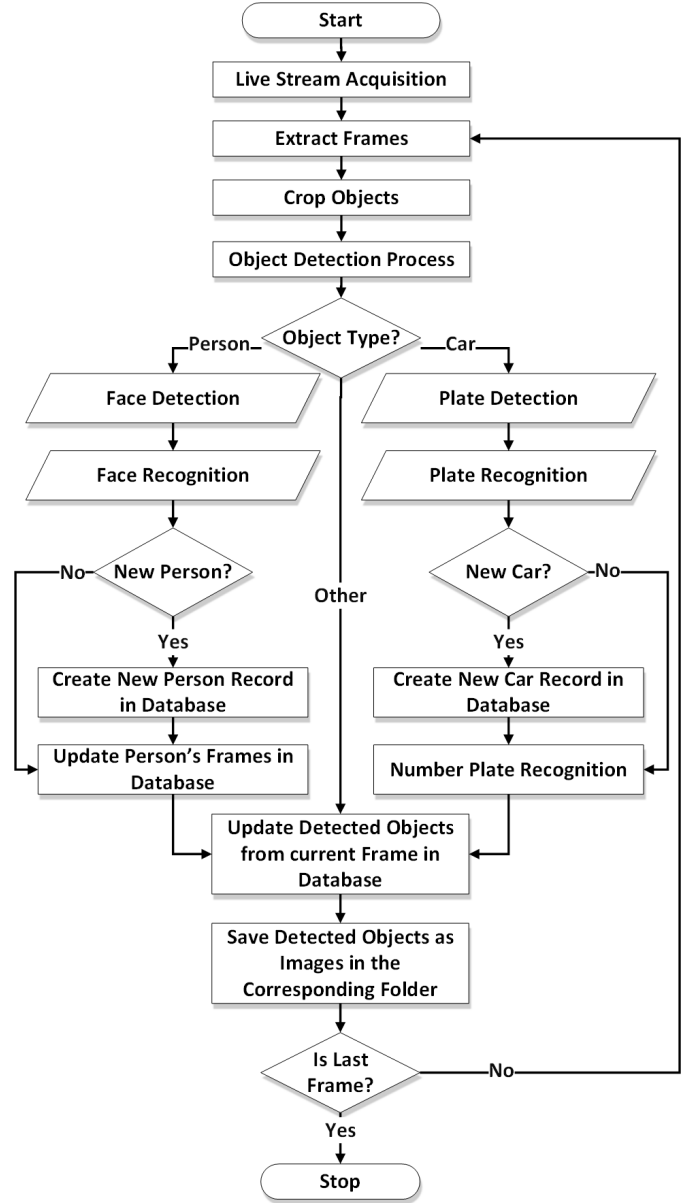 Start
Live Stream Acquisition
Extract Frames
Crop Objects
Object Detection Process
Object Type?
Person
Car
Face Detection
Plate Detection
Face Recognition
Plate Recognition
New Person?
New Car?
No
No
Other
Yes
Yes
Create New Person Record
in Database
Create New Car Record in
Database
Update Person’s Frames in
Database
Number Plate Recognition
Update Detected Objects
from current Frame in
Database
Save Detected Objects as
Images in the
Corresponding Folder
Is Last
Frame?
No
Yes
Stop